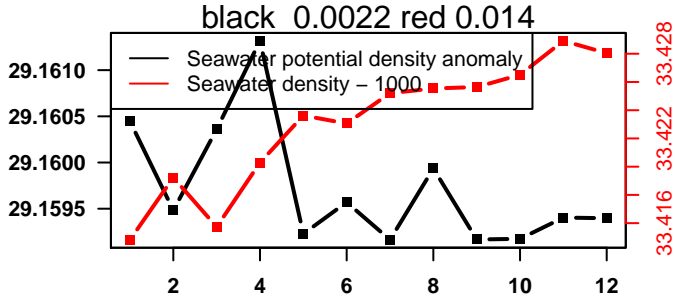 black 0.0022 red 0.014
Seawater potential density anomaly
Seawater density − 1000
29.1610
29.1605
29.1600
29.1595
33.428
33.422
33.416
2 4 6 8 10 12